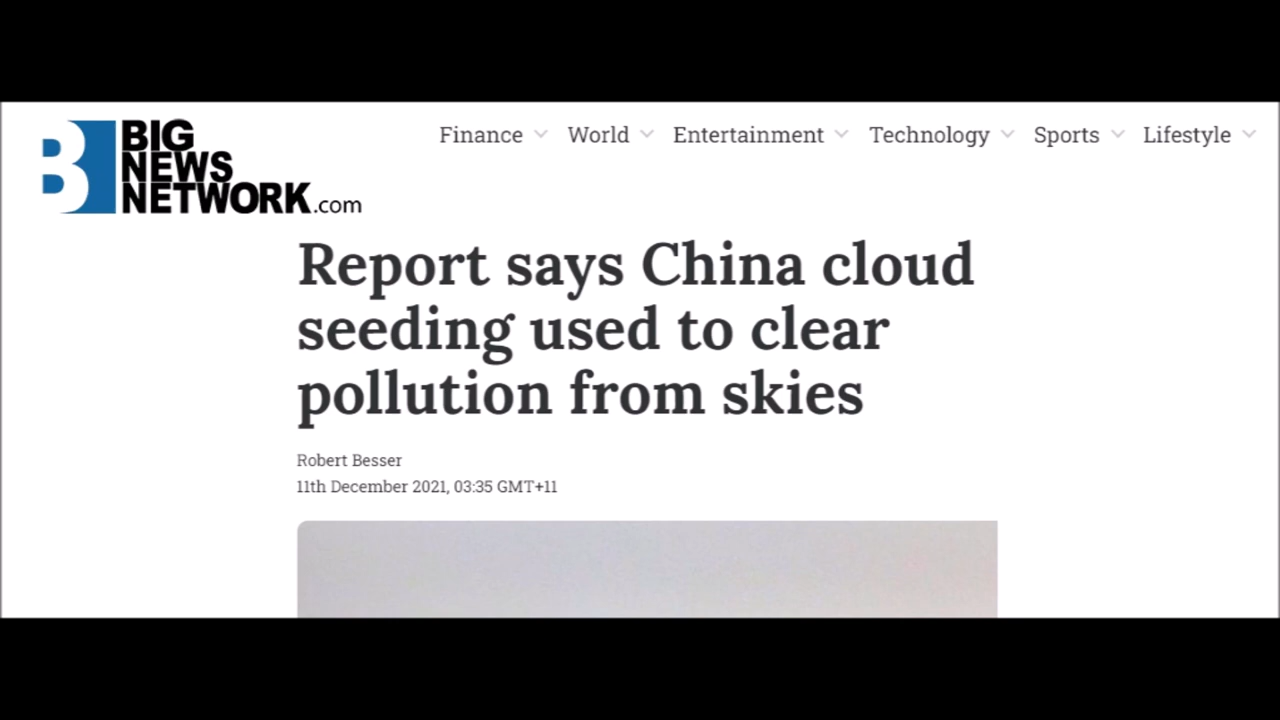 BIG
NEWS
NETWORK.com
Finance World Entertainment Technology Sports Lifestyle
Report says China cloud
seeding used to clear
pollution from skies
Robert Besser
11th December 2021, 03:35 GMT+11